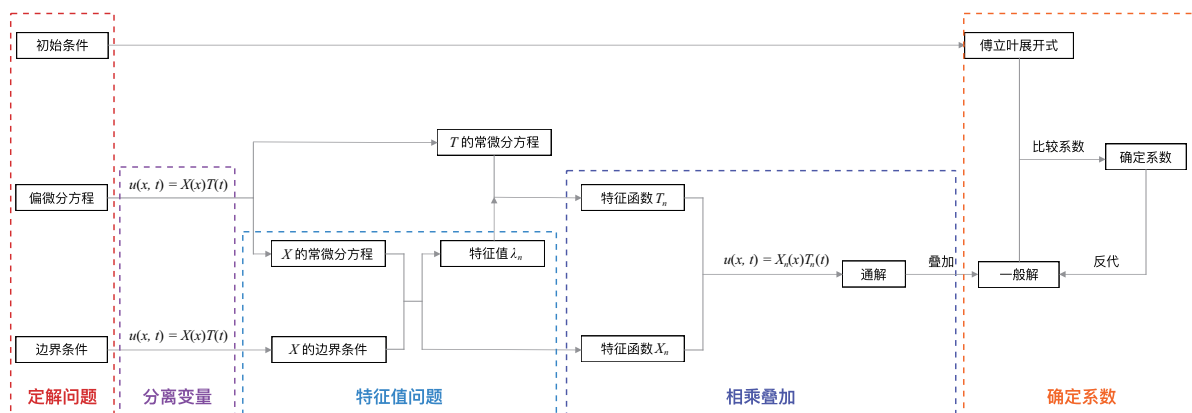 初始条件
傅立叶展开式
T 的常微分方程
比较系数
确定系数
偏微分方程
u(x, t) = X(x)T(t)
特征函数 Tₙ
X 的常微分方程
特征值 λₙ
u(x, t) = Xₙ(x)Tₙ(t)
通解
叠加
一般解
反代
边界条件
u(x, t) = X(x)T(t)
X 的边界条件
特征函数 Xₙ
定解问题
分离变量
特征值问题
相乘叠加
确定系数